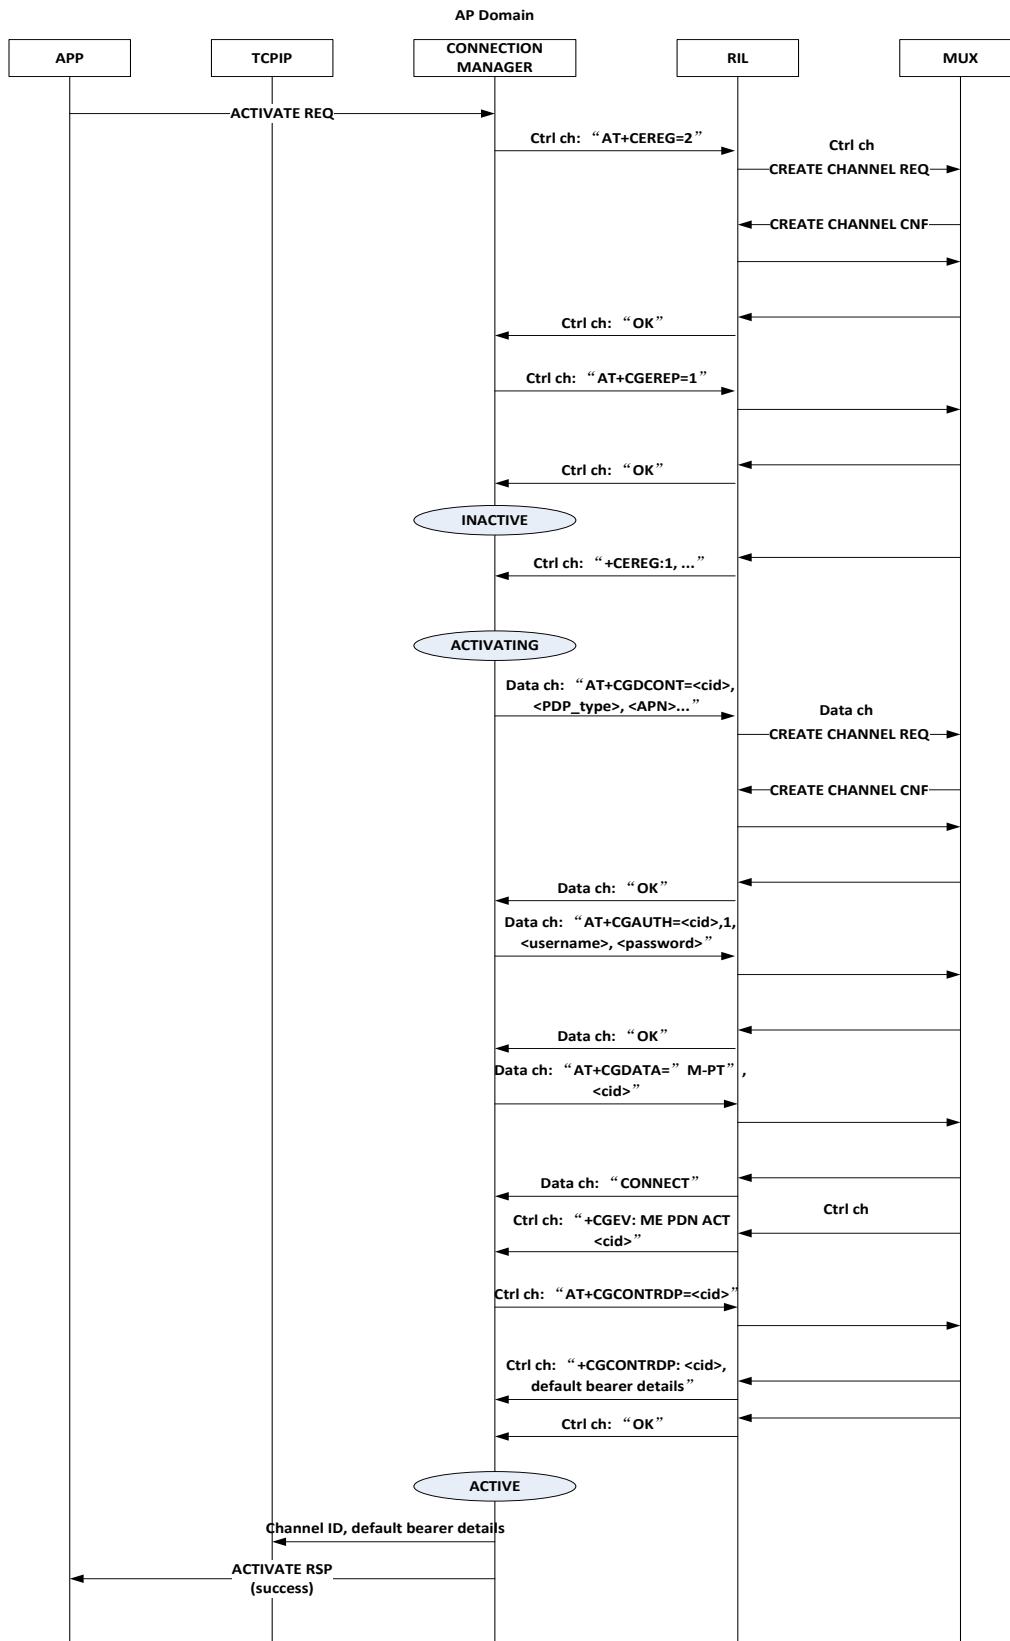 AP Domain
APP
TCPIP
CONNECTION
MANAGER
RIL
MUX
ACTIVATE REQ
Ctrl ch: “AT+CEREG=2”
Ctrl ch
CREATE CHANNEL REQ
CREATE CHANNEL CNF
Ctrl ch: “OK”
Ctrl ch: “AT+CGEREP=1”
Ctrl ch: “OK”
INACTIVE
Ctrl ch: “+CEREG:1, ...”
ACTIVATING
Data ch: “AT+CGDCONT=<cid>,
<PDP_type>, <APN>...”
Data ch
CREATE CHANNEL REQ
CREATE CHANNEL CNF
Data ch: “OK”
Data ch: “AT+CGAUTH=<cid>,1,
<username>, <password>”
Data ch: “OK”
Data ch: “AT+CGDATA=”M-PT”,
<cid>”
Data ch: “CONNECT”
Ctrl ch: “+CGEV: ME PDN ACT
<cid>”
Ctrl ch
Ctrl ch: “AT+CGCONTRDP=<cid>”
Ctrl ch: “+CGCONTRDP: <cid>,
default bearer details”
Ctrl ch: “OK”
ACTIVE
Channel ID, default bearer details
ACTIVATE RSP
(success)